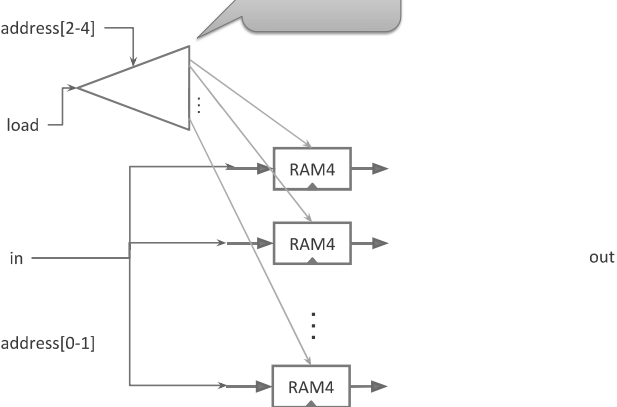 address[2-4]
load
RAM4
RAM4
in
out
address[0-1]
RAM4